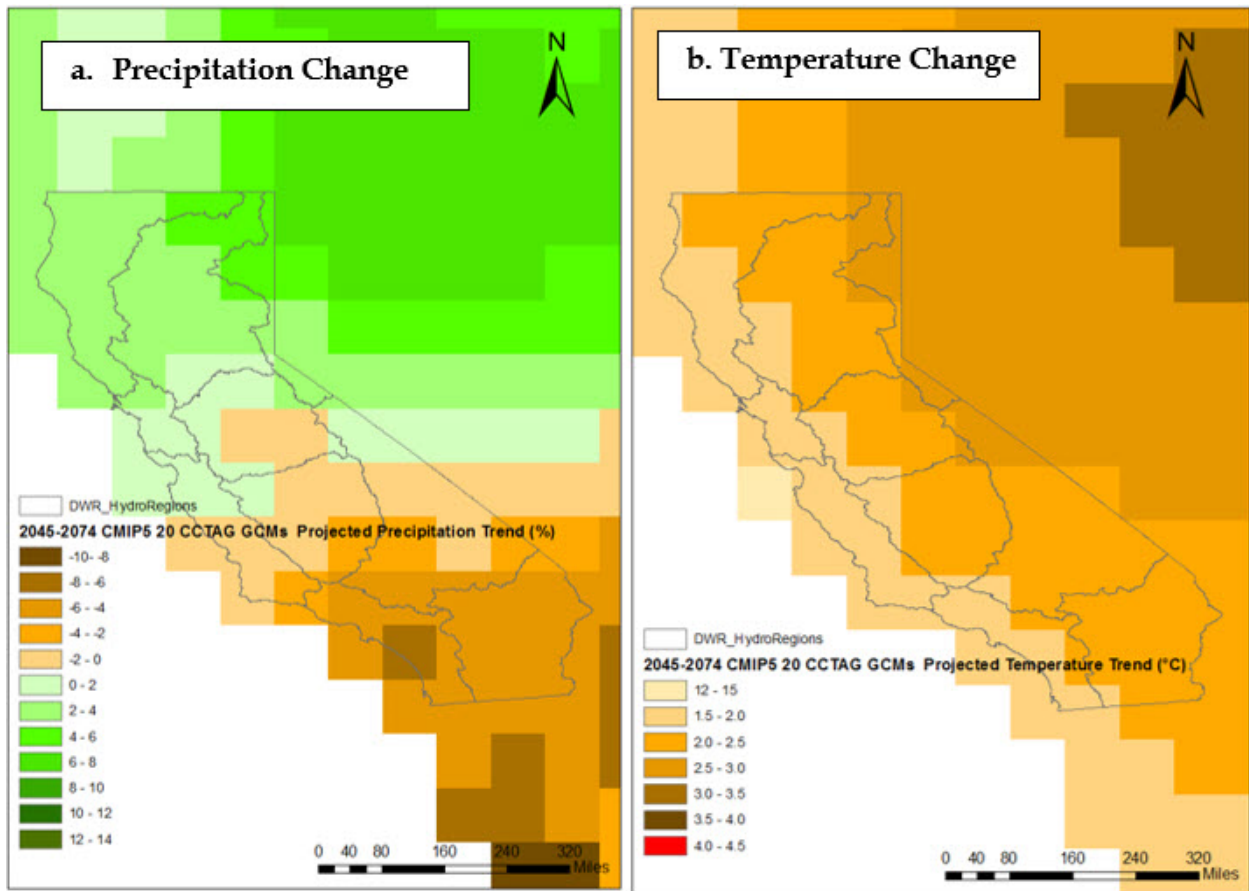 a. Precipitation Change
N
DWR_HydroRegions
2045-2074 CMIP5 20 CCTAG GCMs Projected Precipitation Trend (%)
-10- -8
-8 - -6
-6 - -4
-4 - -2
-2 - 0
0 - 2
2 - 4
4 - 6
6 - 8
8 - 10
10 - 12
12 - 14
0 40 80 160 240 320
Miles
b. Temperature Change
N
DWR_HydroRegions
2045-2074 CMIP5 20 CCTAG GCMs Projected Temperature Trend (°C)
12 - 15
1.5 - 2.0
2.0 - 2.5
2.5 - 3.0
3.0 - 3.5
3.5 - 4.0
4.0 - 4.5
0 40 80 160 240 320
Miles